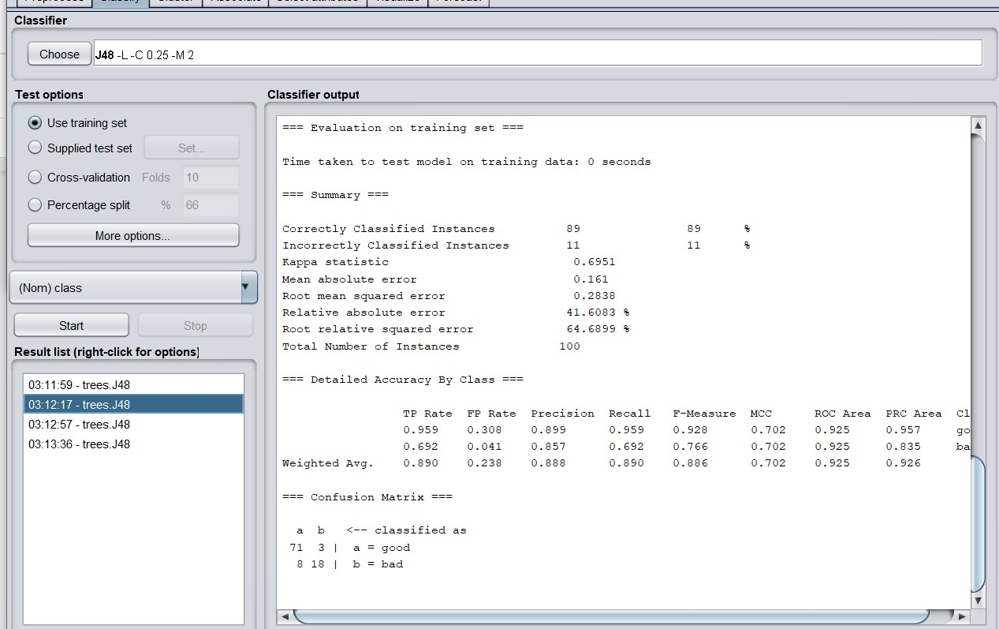 Preprocess Classify Cluster Associate Select attributes Visualize Forecast
Classifier
Choose J48 -L -C 0.25 -M 2
Test options
Use training set
Supplied test set Set...
Cross-validation Folds 10
Percentage split % 66
More options...
(Nom) class
Start Stop
Result list (right-click for options)
03:11:59 - trees.J48
03:12:17 - trees.J48
03:12:57 - trees.J48
03:13:36 - trees.J48
Classifier output
=== Evaluation on training set ===
Time taken to test model on training data: 0 seconds
=== Summary ===
Correctly Classified Instances 89 89 %
Incorrectly Classified Instances 11 11 %
Kappa statistic 0.6951
Mean absolute error 0.161
Root mean squared error 0.2838
Relative absolute error 41.6083 %
Root relative squared error 64.6899 %
Total Number of Instances 100
=== Detailed Accuracy By Class ===
TP Rate FP Rate Precision Recall F-Measure MCC ROC Area PRC Area Cl
0.959 0.308 0.899 0.959 0.928 0.702 0.925 0.957 go
0.692 0.041 0.857 0.692 0.766 0.702 0.925 0.835 ba
Weighted Avg. 0.890 0.238 0.888 0.890 0.886 0.702 0.925 0.926
=== Confusion Matrix ===
a b <-- classified as
71 3 | a = good
8 18 | b = bad